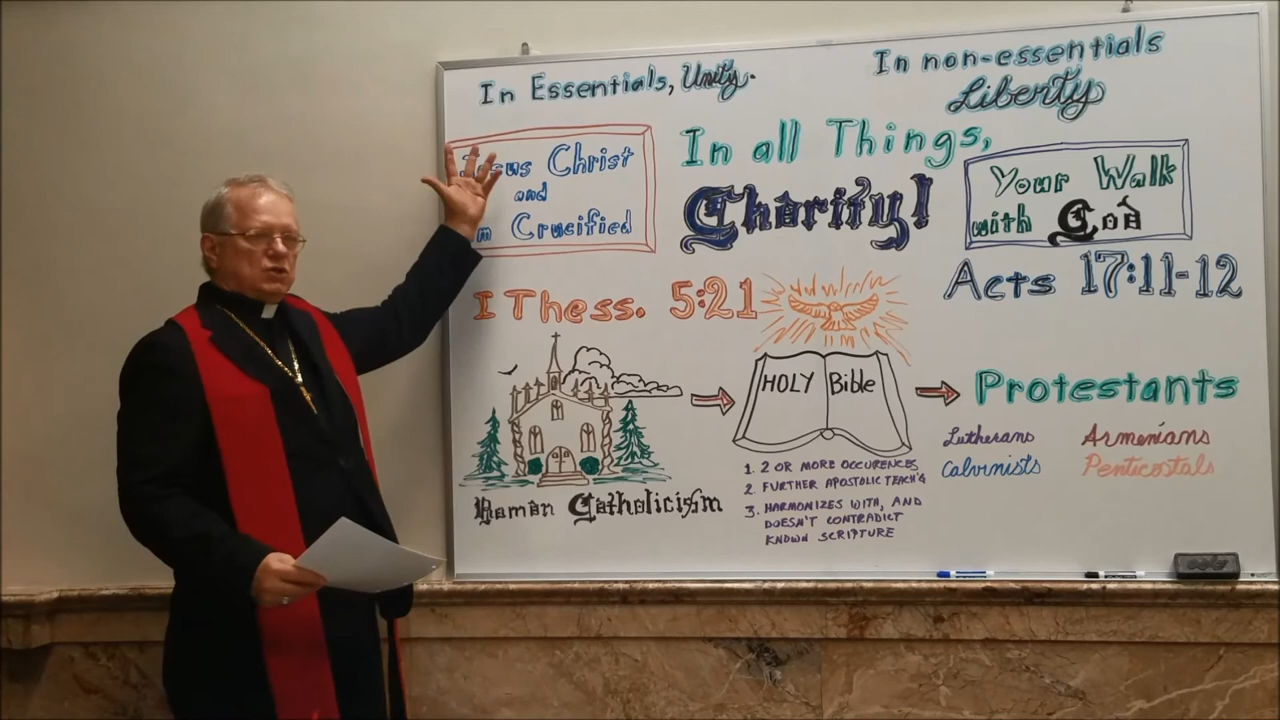 In Essentials, Unity.
In non-essentials
Liberty
In all Things,
Charity!
sus Christ
and
m Crucified
Your Walk
with God
Acts 17:11-12
I Thess. 5:21
HOLY Bible
Protestants
Lutherans
Armenians
Calvinists
Penticostals
Roman Catholicism
1. 2 OR MORE OCCURENCES
2. FURTHER APOSTOLIC TEACH'G
3. HARMONIZES WITH, AND
DOESN'T CONTRADICT
KNOWN SCRIPTURE